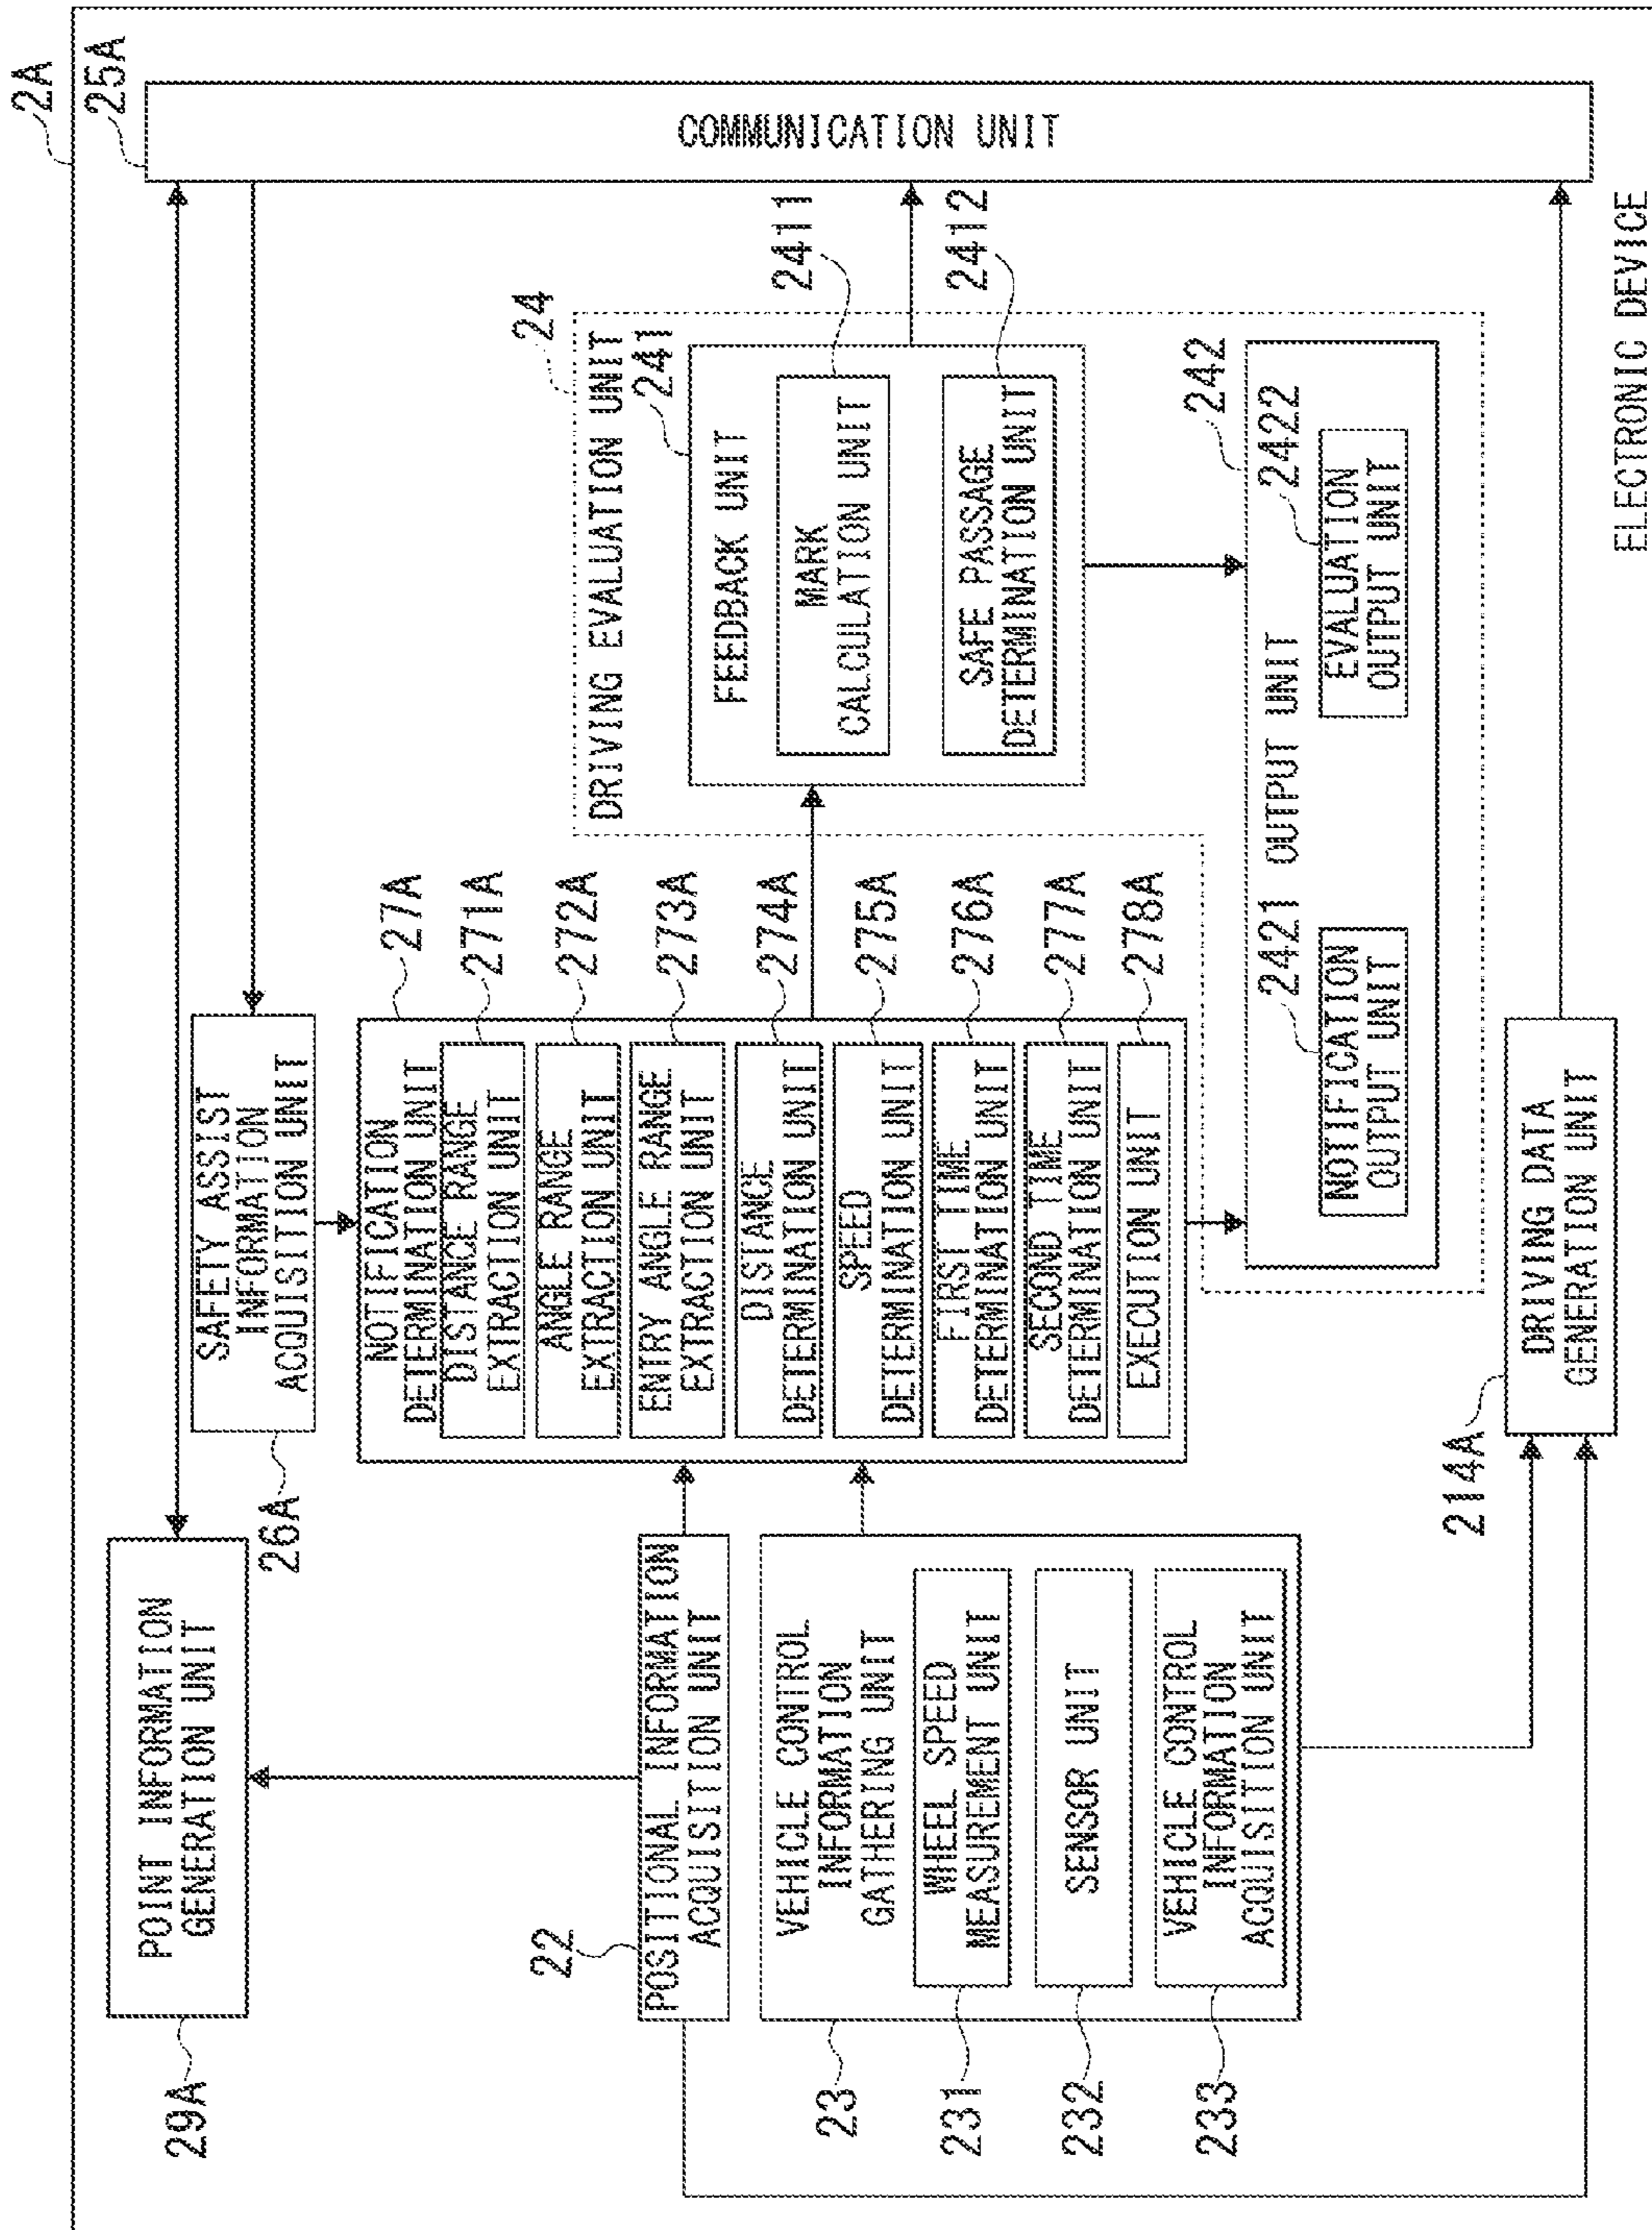 2A
25A
COMMUNICATION UNIT
POINT INFORMATION
GENERATION UNIT
29A
SAFETY ASSIST
INFORMATION
ACQUISITION UNIT
26A
22
POSITIONAL INFORMATION
ACQUISITION UNIT
VEHICLE CONTROL
INFORMATION
GATHERING UNIT
23
WHEEL SPEED
MEASUREMENT UNIT
231
SENSOR UNIT
232
VEHICLE CONTROL
INFORMATION
ACQUISITION UNIT
233
NOTIFICATION
DETERMINATION UNIT
27A
DISTANCE RANGE
EXTRACTION UNIT
271A
ANGLE RANGE
EXTRACTION UNIT
272A
ENTRY ANGLE RANGE
EXTRACTION UNIT
273A
DISTANCE
DETERMINATION UNIT
274A
SPEED
DETERMINATION UNIT
275A
FIRST TIME
DETERMINATION UNIT
276A
SECOND TIME
DETERMINATION UNIT
277A
EXECUTION UNIT
278A
24
DRIVING EVALUATION UNIT
241
FEEDBACK UNIT
MARK
CALCULATION UNIT
2411
SAFE PASSAGE
DETERMINATION UNIT
2412
242
OUTPUT UNIT
2421
NOTIFICATION
OUTPUT UNIT
2422
EVALUATION
OUTPUT UNIT
214A
DRIVING DATA
GENERATION UNIT
ELECTRONIC DEVICE